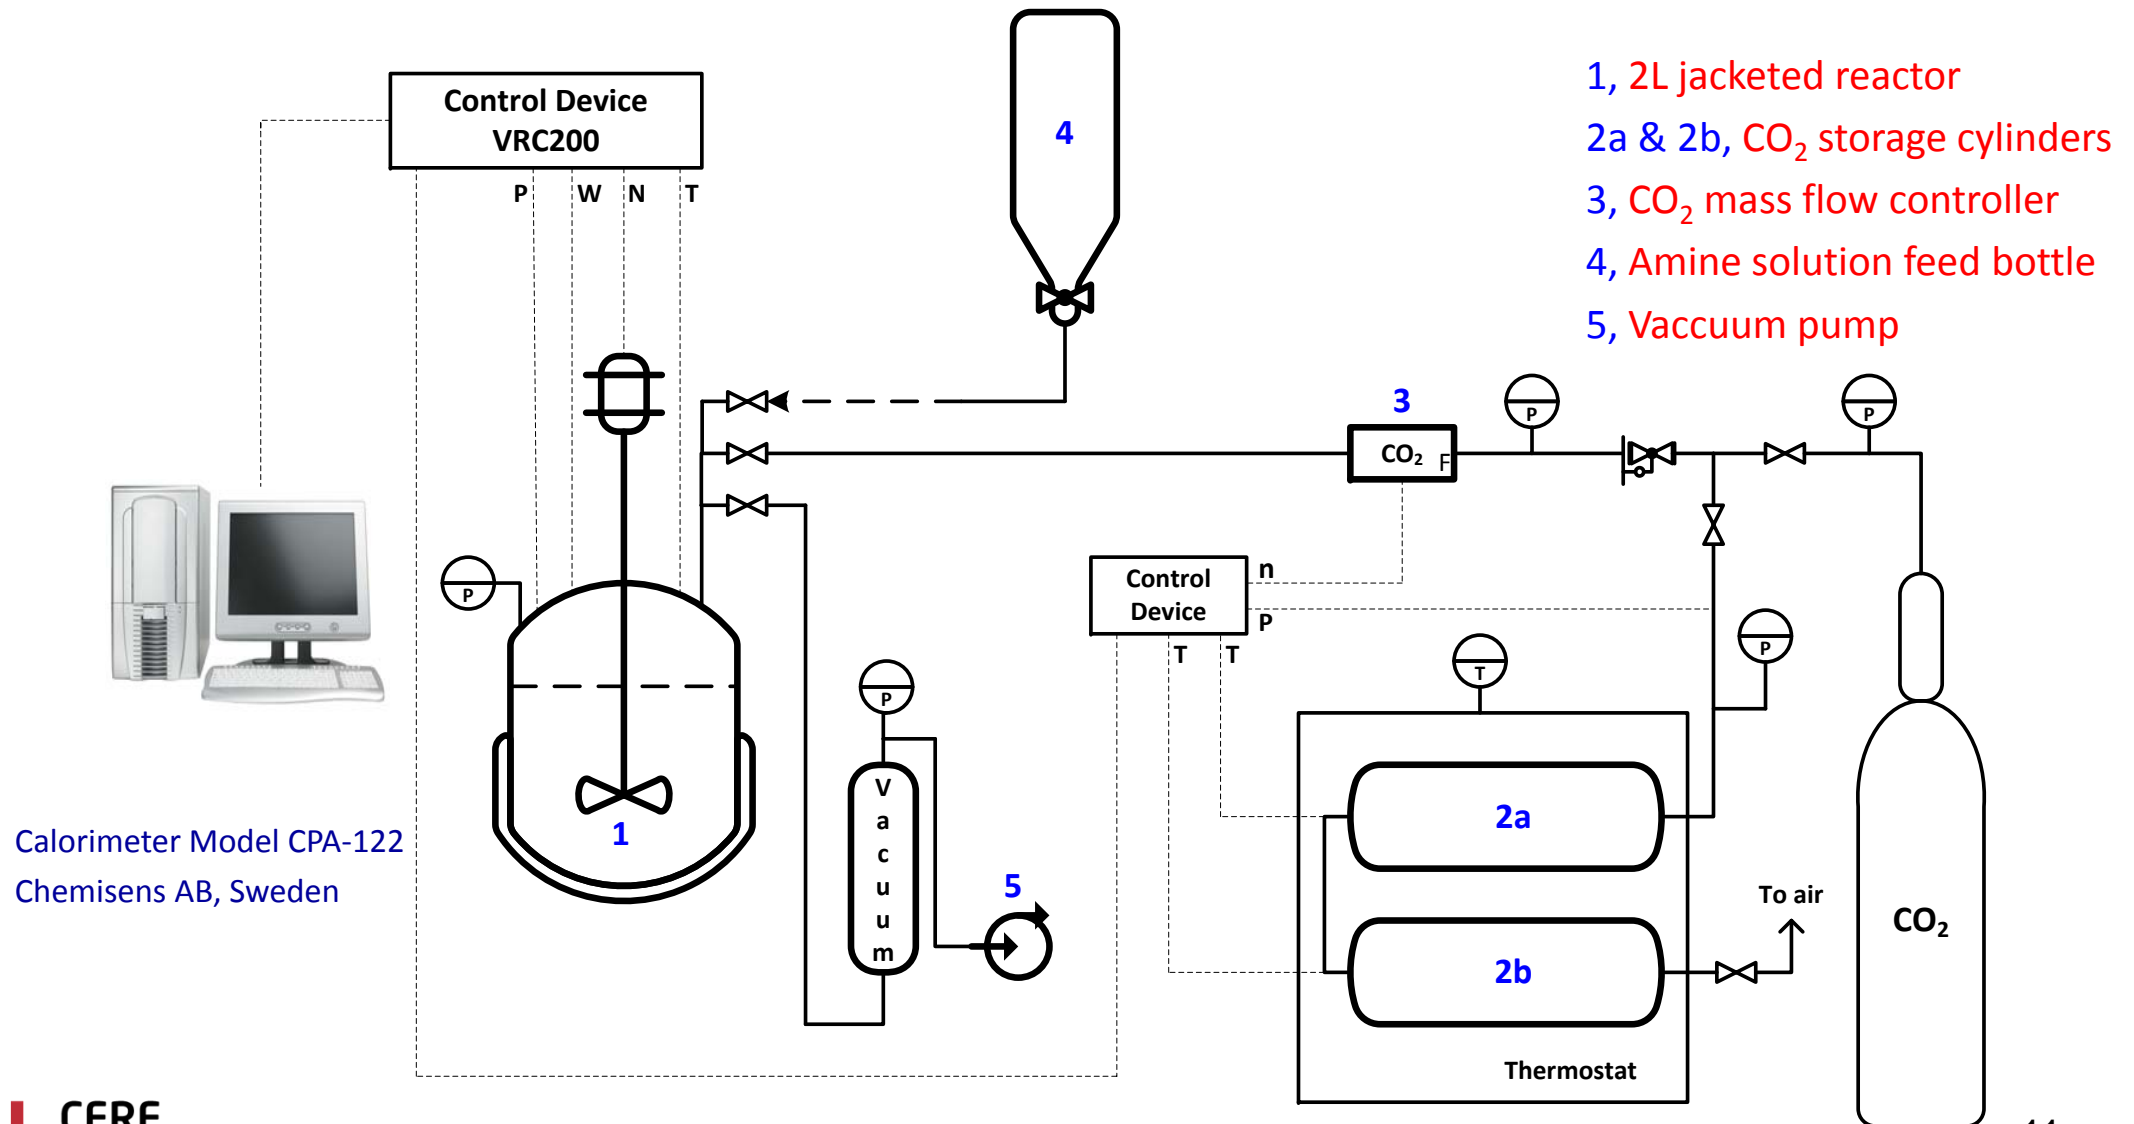 Control Device
VRC200
P
W
N
T
4
1, 2L jacketed reactor
2a & 2b, CO₂ storage cylinders
3, CO₂ mass flow controller
4, Amine solution feed bottle
5, Vaccuum pump
3
P
P
CO₂ F
Control
Device
n
P
T
T
P
P
T
P
Vacuum
2a
1
Calorimeter Model CPA-122
Chemisens AB, Sweden
5
To air
CO₂
2b
Thermostat